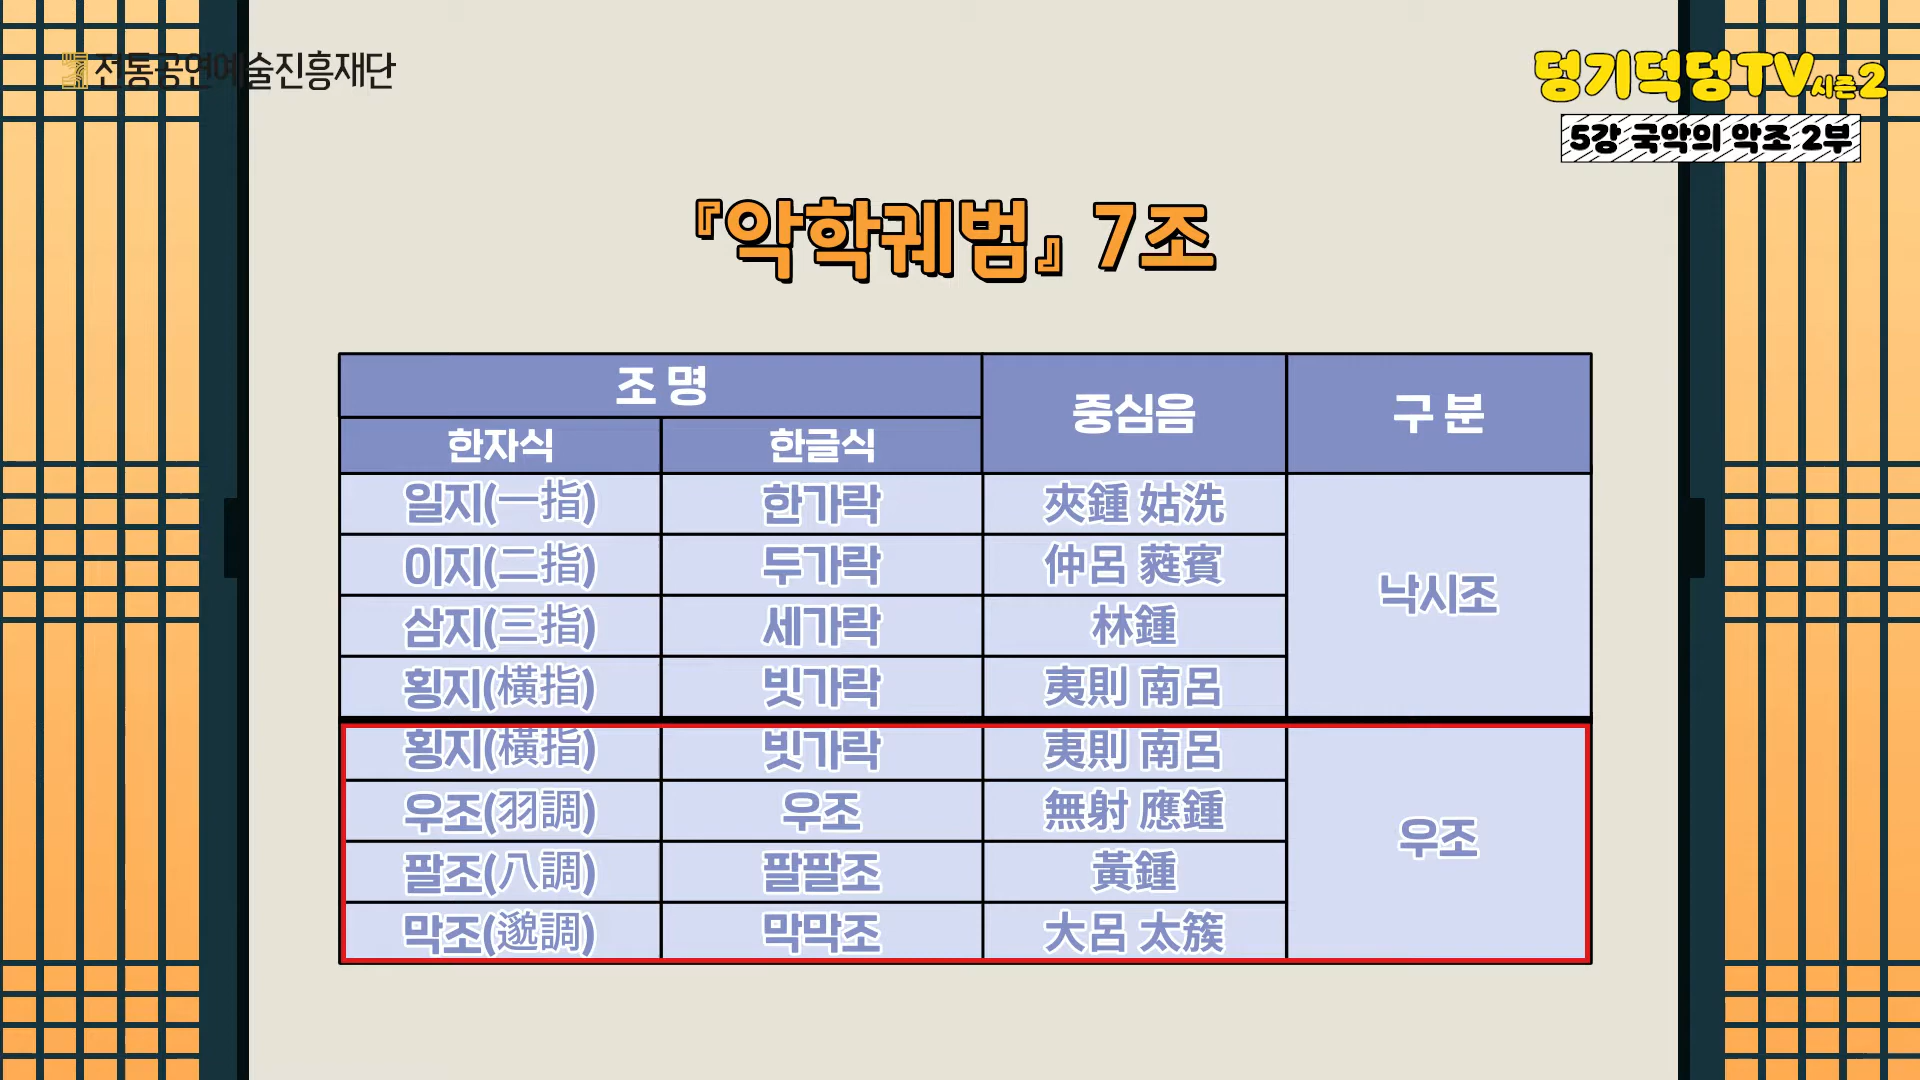 전통공연예술진흥재단
덩기덕덩TV시즌2
5강 국악의 악조 2부
『악학궤범』 7조
조 명 중심음 구 분
한자식 한글식
일지(一指) 한가락 夾鍾 姑洗
이지(二指) 두가락 仲呂 蕤賓
낙시조
삼지(三指) 세가락 林鍾
횡지(橫指) 빗가락 夷則 南呂
횡지(橫指) 빗가락 夷則 南呂
우조(羽調) 우조 無射 應鍾
우조
팔조(八調) 팔팔조 黃鍾
막조(邈調) 막막조 大呂 太簇